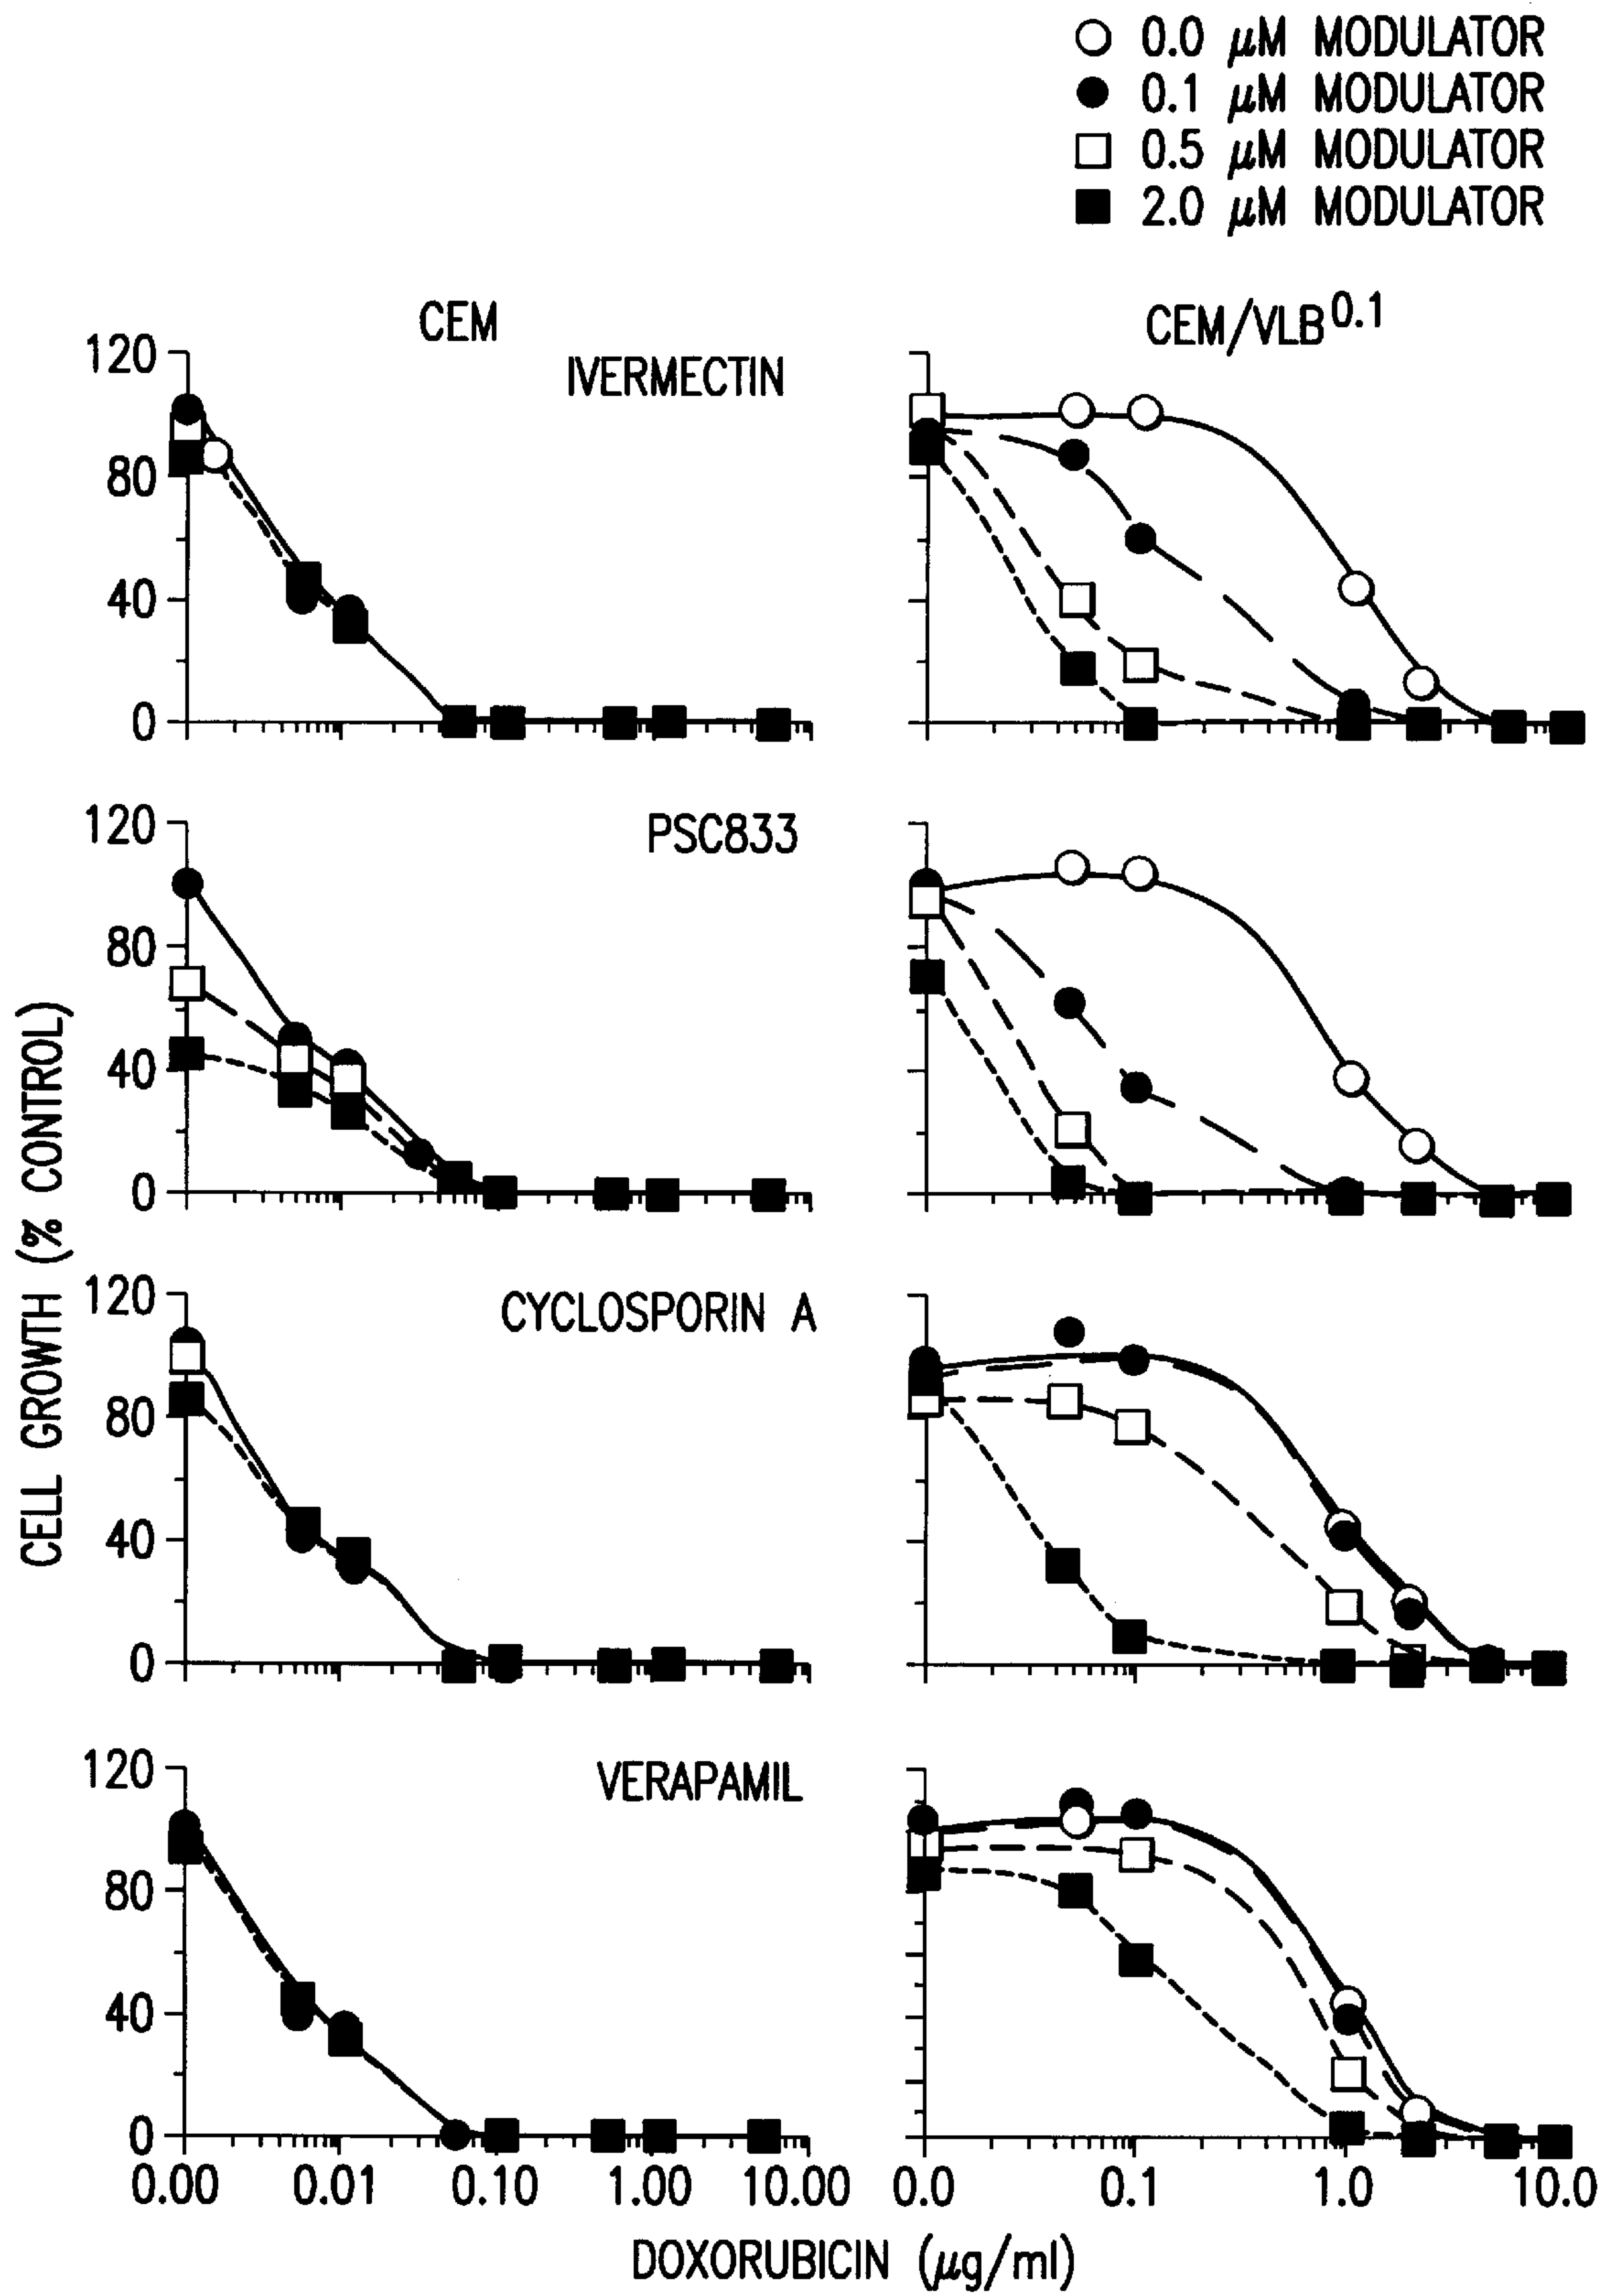 0.0 μM MODULATOR
0.1 μM MODULATOR
0.5 μM MODULATOR
2.0 μM MODULATOR
CEM
CEM/VLB0.1
IVERMECTIN
120
80
40
0
PSC833
120
80
40
0
CYCLOSPORIN A
120
80
40
0
VERAPAMIL
120
80
40
0
CELL GROWTH (% CONTROL)
0.00 0.01 0.10 1.00 10.00 0.0 0.1 1.0 10.0
DOXORUBICIN (μg/ml)